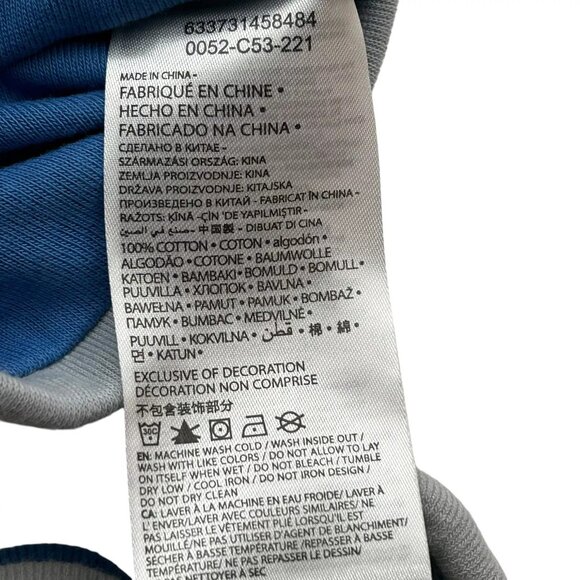 633731458484
0052-C53-221
MADE IN CHINA •
FABRIQUÉ EN CHINE •
HECHO EN CHINA •
FABRICADO NA CHINA •
СДЕЛАНО В КИТАЕ •
SZÁRMAZÁSI ORSZÁG: KINA •
ZEMLJA PROIZVODNJE: KINA •
DRŽAVA PROIZVODNJE: KITAJSKA
ПРОИЗВЕДЕНО В КИТАЙ • FABRICAT ÎN CHINA •
RAŽOTS: ĶĪNĀ • ÇİN 'DE YAPILMIŞTIR •
صنع في الصين • 中国製 • DIBUAT DI CINA
100% COTTON • COTON • algodón •
ALGODÃO • COTONE • BAUMWOLLE
KATOEN • BAMBAKI • BOMULD • BOMULL •
PUUVILLA • ХЛОПОК • BAVLNA •
BAWEŁNA • PAMUT • PAMUK • BOMBAŽ •
ПАМУК • BUMBAC • MEDVILNĖ •
PUUVILL • KOKVILNA • قطن • 棉 • 綿 •
면 • KATUN •
EXCLUSIVE OF DECORATION
DÉCORATION NON COMPRISE
不包含装饰部分
30C
EN: MACHINE WASH COLD / WASH INSIDE OUT /
WASH WITH LIKE COLORS / DO NOT ALLOW TO LAY
ON ITSELF WHEN WET / DO NOT BLEACH / TUMBLE
DRY LOW / COOL IRON / DO NOT IRON DESIGN /
DO NOT DRY CLEAN
CA: LAVER À LA MACHINE EN EAU FROIDE/ LAVER À
L'ENVERS/LAVER AVEC COULEURS SIMILAIRES/ NE
PAS LAISSER LE VÊTEMENT PLIÉ LORSQU'IL EST
MOUILLÉ/NE PAS UTILISER D'AGENT DE BLANCHIMENT/
SÉCHER À BASSE TEMPÉRATURE/ REPASSER À
BASSE TEMPÉRATURE/ NE PAS REPASSER LE DESSIN/
PAS NETTOYER À SEC